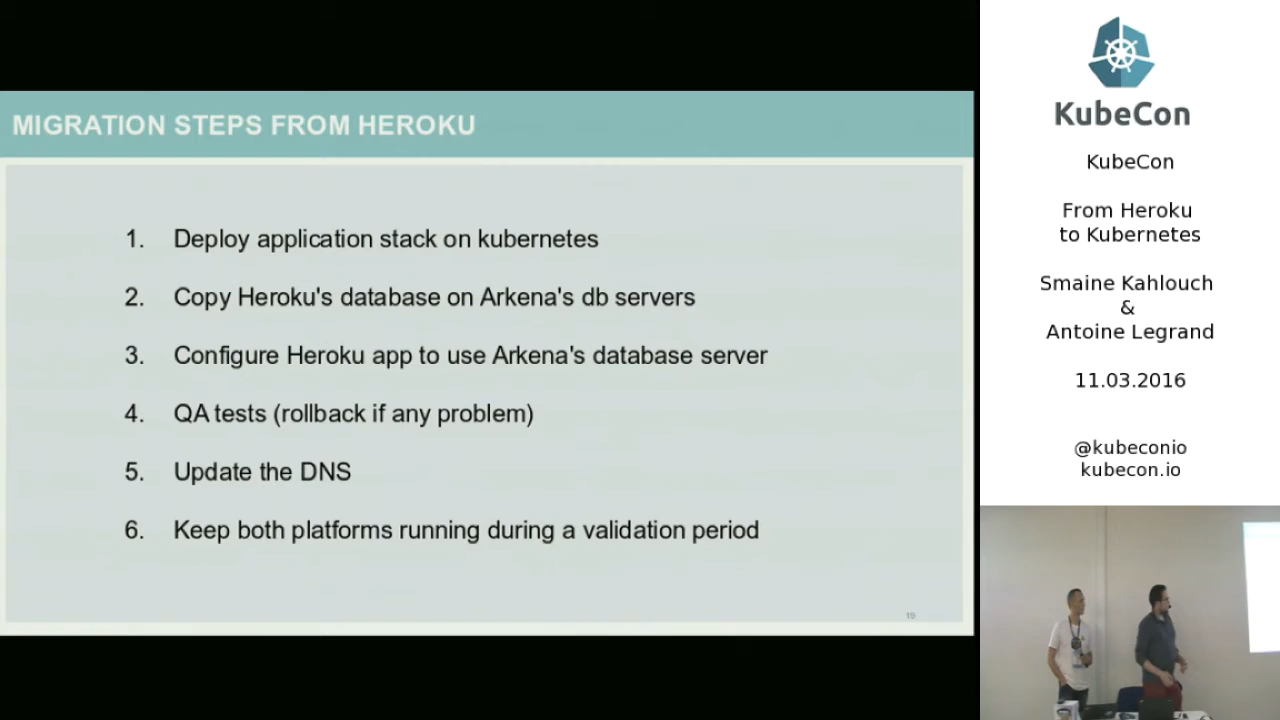 MIGRATION STEPS FROM HEROKU
1. Deploy application stack on kubernetes
2. Copy Heroku's database on Arkena's db servers
3. Configure Heroku app to use Arkena's database server
4. QA tests (rollback if any problem)
5. Update the DNS
6. Keep both platforms running during a validation period
19
KubeCon
KubeCon
From Heroku
to Kubernetes
Smaine Kahlouch
&
Antoine Legrand
11.03.2016
@kubeconio
kubecon.io